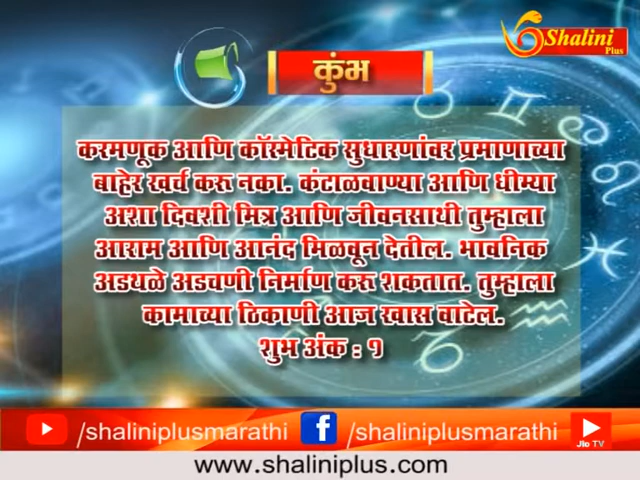 Shalini
Plus
कुंभ
करमणूक आणि कॉस्मेटिक सुधारणांवर प्रमाणाच्या
बाहेर खर्च करू नका. कंटाळवाण्या आणि धीम्या
अशा दिवशी मित्र आणि जीवनसाथी तुम्हाला
आराम आणि आनंद मिळवून देतील. भावनिक
अडथळे अडचणी निर्माण करू शकतात. तुम्हाला
कामाच्या ठिकाणी आज खास वाटेल.
शुभ अंक : १
/shaliniplusmarathi /shaliniplusmarathi
Jio TV
www.shaliniplus.com